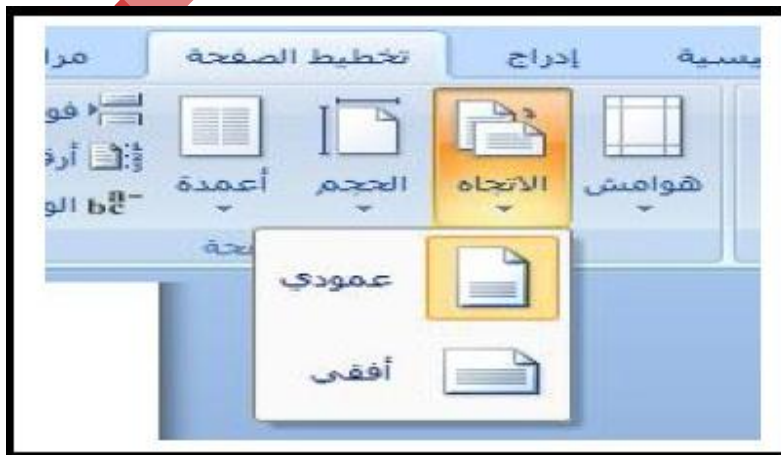 إدراج تخطيط الصفحة
هوامش الاتجاه الحجم أعمدة
عمودي
أفقي